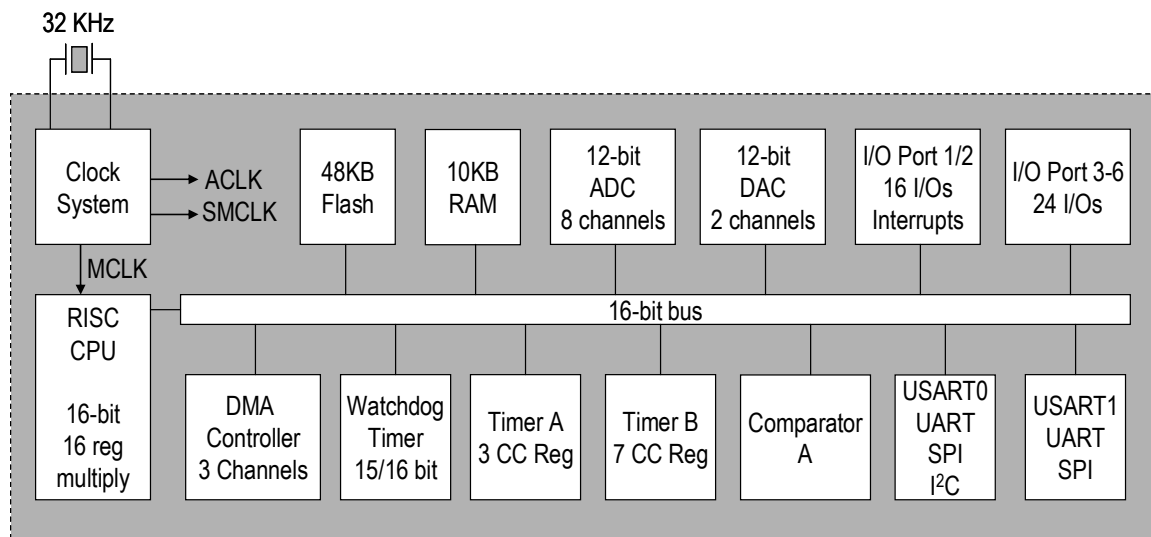 32 KHz
Clock
System
ACLK
SMCLK
MCLK
48KB
Flash
10KB
RAM
12-bit
ADC
8 channels
12-bit
DAC
2 channels
I/O Port 1/2
16 I/Os
Interrupts
I/O Port 3-6
24 I/Os
RISC
CPU
16-bit
16 reg
multiply
16-bit bus
DMA
Controller
3 Channels
Watchdog
Timer
15/16 bit
Timer A
3 CC Reg
Timer B
7 CC Reg
Comparator
A
USART0
UART
SPI
I²C
USART1
UART
SPI